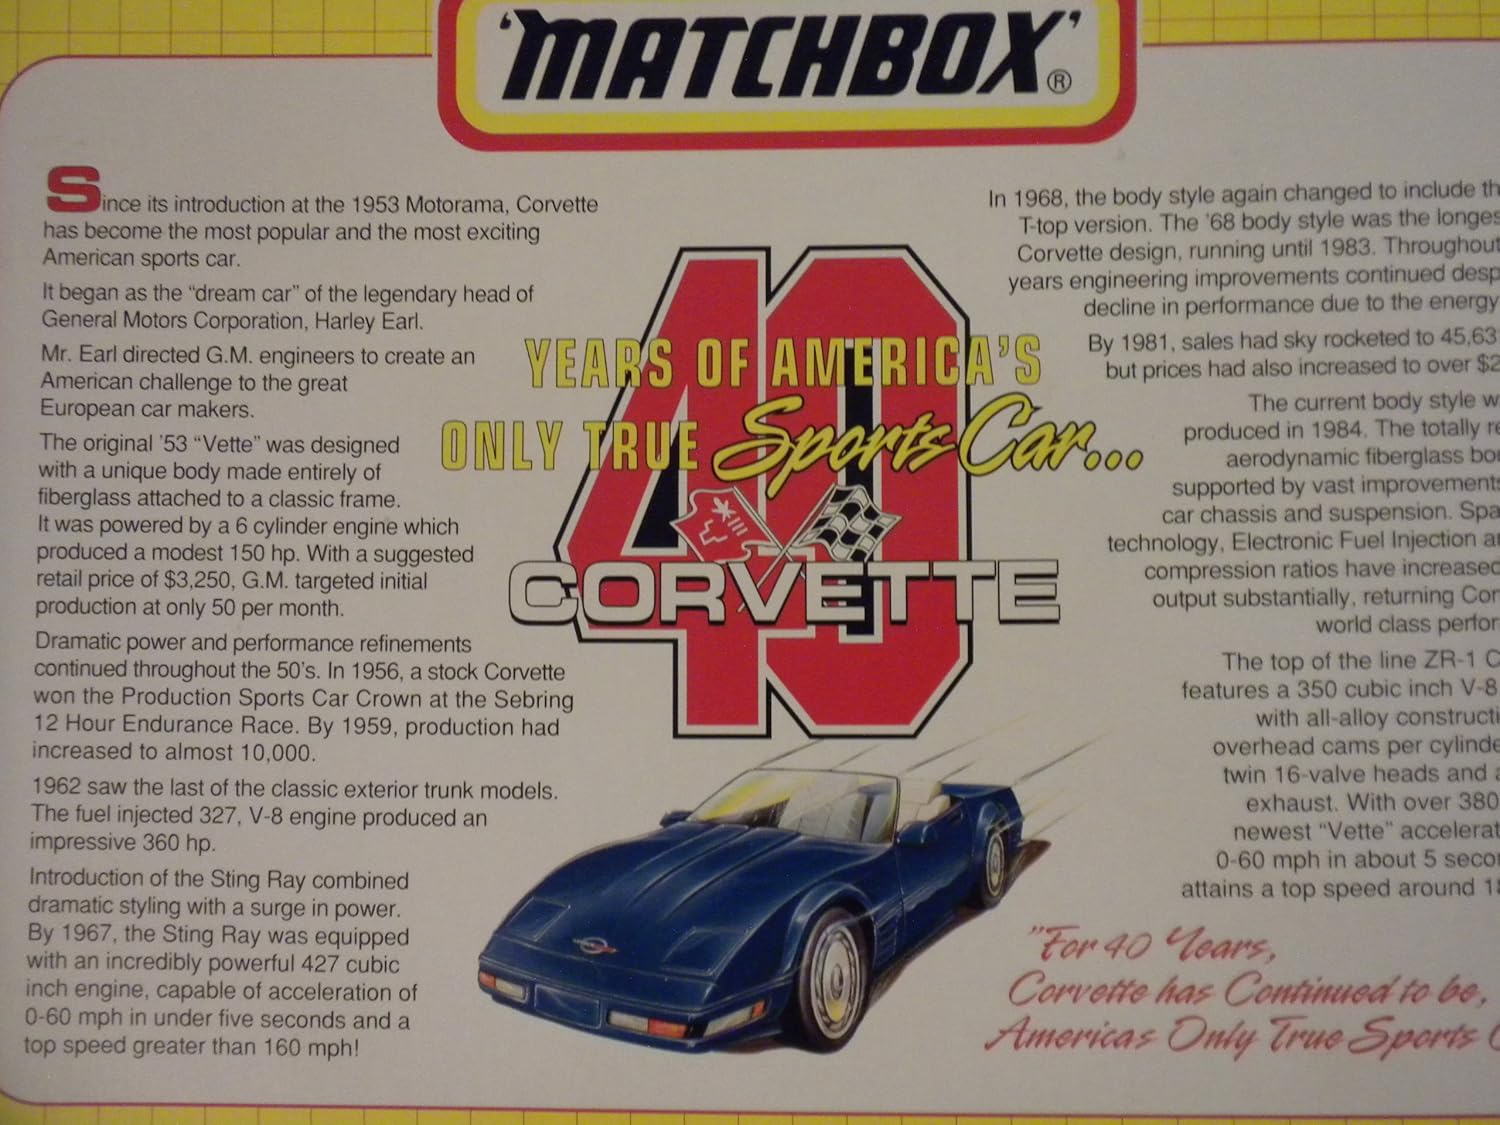 'MATCHBOX'®
Since its introduction at the 1953 Motorama, Corvette
has become the most popular and the most exciting
American sports car.
It began as the "dream car" of the legendary head of
General Motors Corporation, Harley Earl.
Mr. Earl directed G.M. engineers to create an
American challenge to the great
European car makers.
The original '53 "Vette" was designed
with a unique body made entirely of
fiberglass attached to a classic frame.
It was powered by a 6 cylinder engine which
produced a modest 150 hp. With a suggested
retail price of $3,250, G.M. targeted initial
production at only 50 per month.
Dramatic power and performance refinements
continued throughout the 50's. In 1956, a stock Corvette
won the Production Sports Car Crown at the Sebring
12 Hour Endurance Race. By 1959, production had
increased to almost 10,000.
1962 saw the last of the classic exterior trunk models.
The fuel injected 327, V-8 engine produced an
impressive 360 hp.
Introduction of the Sting Ray combined
dramatic styling with a surge in power.
By 1967, the Sting Ray was equipped
with an incredibly powerful 427 cubic
inch engine, capable of acceleration of
0-60 mph in under five seconds and a
top speed greater than 160 mph!
40
YEARS OF AMERICA'S
ONLY TRUE Sports Car...
CORVETTE
In 1968, the body style again changed to include
T-top version. The '68 body style was the
Corvette design, running until 1983. Throughout
years engineering improvements continued
decline in performance due to the energy
By 1981, sales had sky rocketed to
but prices had also increased to over
The current body style
produced in 1984. The totally
aerodynamic fiberglass
supported by vast improvements
car chassis and suspension.
technology, Electronic Fuel Injection
compression ratios have increased
output substantially, returning
world class
The top of the line ZR-1
features a 350 cubic inch V-8
with all-alloy
overhead cams per
twin 16-valve heads and
exhaust. With over 380
newest "Vette"
0-60 mph in about 5
attains a top speed around
"For 40 Years,
Corvette has Continued to be,
Americas Only True Sports